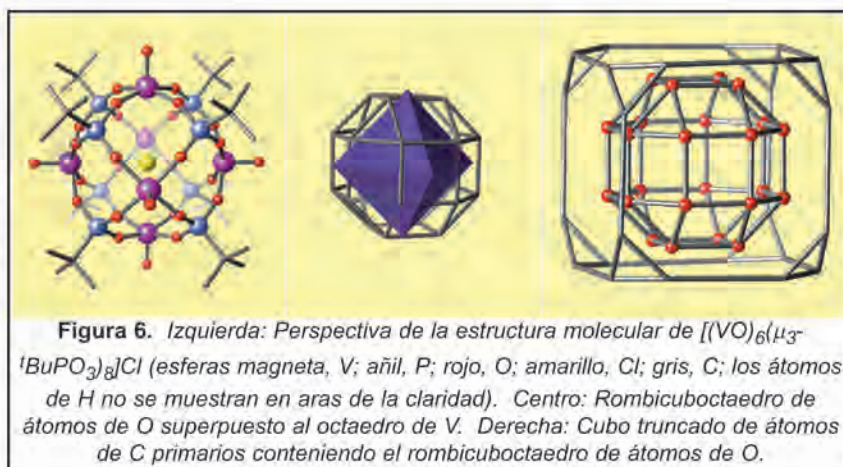 Figura 6. Izquierda: Perspectiva de la estructura molecular de [(VO)₆(μ₃-
ᵗBuPO₃)₈]Cl (esferas magneta, V; añil, P; rojo, O; amarillo, Cl; gris, C; los átomos
de H no se muestran en aras de la claridad). Centro: Rombicuboctaedro de
átomos de O superpuesto al octaedro de V. Derecha: Cubo truncado de átomos
de C primarios conteniendo el rombicuboctaedro de átomos de O.